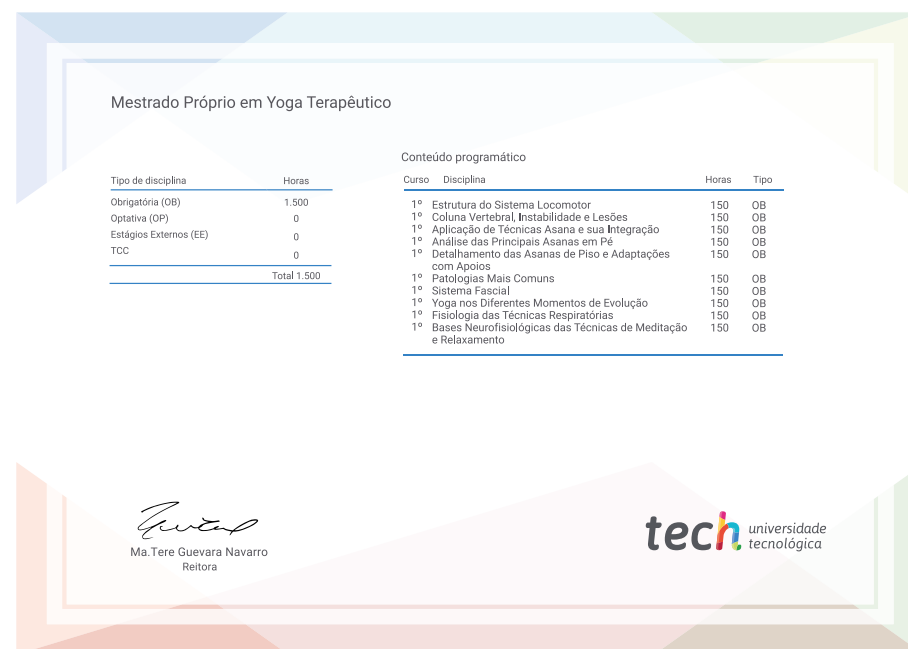 Mestrado Próprio em Yoga Terapêutico
Tipo de disciplina Horas
Obrigatória (OB) 1.500
Optativa (OP) 0
Estágios Externos (EE) 0
TCC 0
Total 1.500
Conteúdo programático
Curso Disciplina Horas Tipo
1º Estrutura do Sistema Locomotor 150 OB
1º Coluna Vertebral, Instabilidade e Lesões 150 OB
1º Aplicação de Técnicas Asana e sua Integração 150 OB
1º Análise das Principais Asanas em Pé 150 OB
1º Detalhamento das Asanas de Piso e Adaptações 150 OB
com Apoios
1º Patologias Mais Comuns 150 OB
1º Sistema Fascial 150 OB
1º Yoga nos Diferentes Momentos de Evolução 150 OB
1º Fisiologia das Técnicas Respiratórias 150 OB
1º Bases Neurofisiológicas das Técnicas de Meditação 150 OB
e Relaxamento
Ma.Tere Guevara Navarro
Reitora
tech universidade
tecnológica